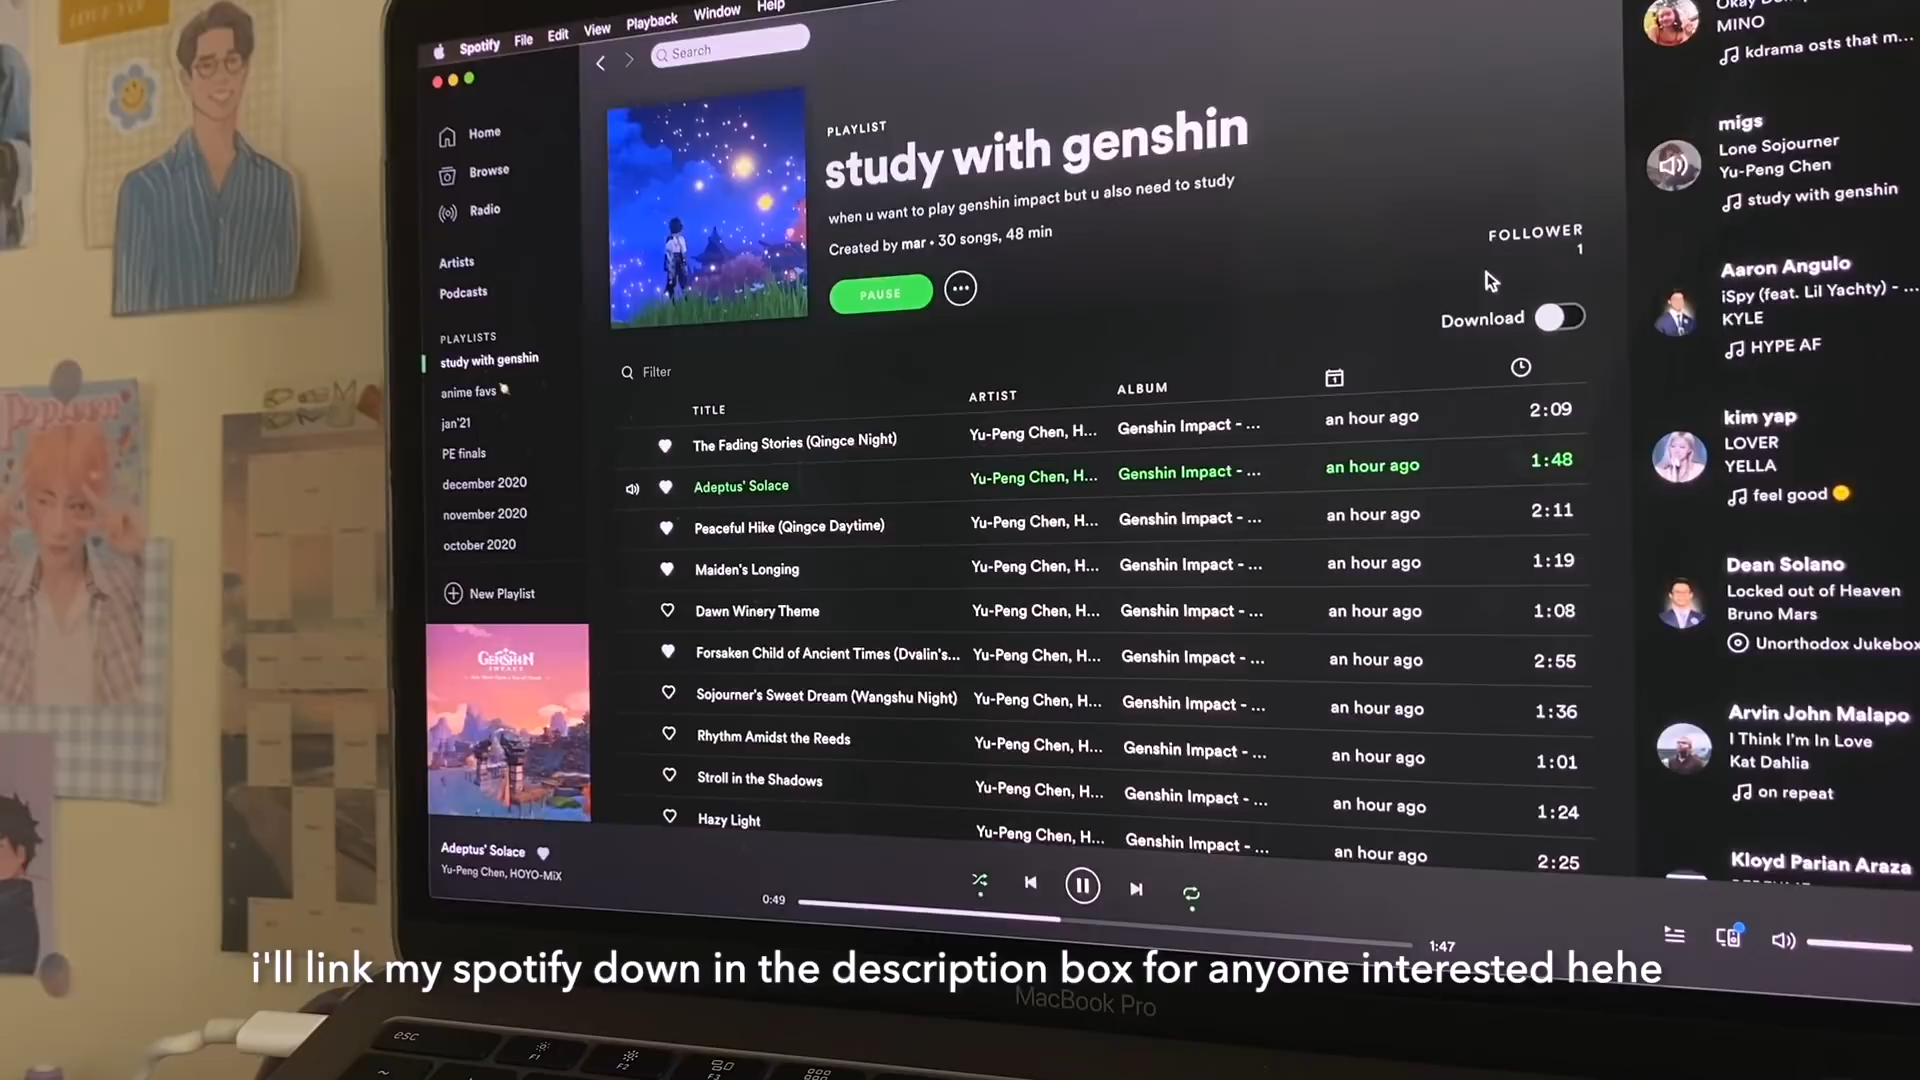 LOVE YOU
Popteen
Spotify File Edit View Playback Window Help
Search
Home
Browse
Radio
Artists
Podcasts
PLAYLISTS
study with genshin
anime favs
jan'21
PE finals
december 2020
november 2020
october 2020
New Playlist
GENSHIN
IMPACT
Adeptus' Solace
Yu-Peng Chen, HOYO-MiX
PLAYLIST
study with genshin
when u want to play genshin impact but u also need to study
Created by mar • 30 songs, 48 min
PAUSE
FOLLOWER
1
Download
Filter
TITLE ARTIST ALBUM
The Fading Stories (Qingce Night) Yu-Peng Chen, H... Genshin Impact - ... an hour ago 2:09
Adeptus' Solace Yu-Peng Chen, H... Genshin Impact - ... an hour ago 1:48
Peaceful Hike (Qingce Daytime) Yu-Peng Chen, H... Genshin Impact - ... an hour ago 2:11
Maiden's Longing Yu-Peng Chen, H... Genshin Impact - ... an hour ago 1:19
Dawn Winery Theme Yu-Peng Chen, H... Genshin Impact - ... an hour ago 1:08
Forsaken Child of Ancient Times (Dvalin's... Yu-Peng Chen, H... Genshin Impact - ... an hour ago 2:55
Sojourner's Sweet Dream (Wangshu Night) Yu-Peng Chen, H... Genshin Impact - ... an hour ago 1:36
Rhythm Amidst the Reeds Yu-Peng Chen, H... Genshin Impact - ... an hour ago 1:01
Stroll in the Shadows Yu-Peng Chen, H... Genshin Impact - ... an hour ago 1:24
Hazy Light Yu-Peng Chen, H... Genshin Impact - ... an hour ago 2:25
0:49
1:47
MINO
kdrama osts that m...
migs
Lone Sojourner
Yu-Peng Chen
study with genshin
Aaron Angulo
iSpy (feat. Lil Yachty) - ...
KYLE
HYPE AF
kim yap
LOVER
YELLA
feel good
Dean Solano
Locked out of Heaven
Bruno Mars
Unorthodox Jukebox
Arvin John Malapo
I Think I'm In Love
Kat Dahlia
on repeat
Kloyd Parian Araza
i'll link my spotify down in the description box for anyone interested hehe
MacBook Pro
esc
F1
F2
F3
~